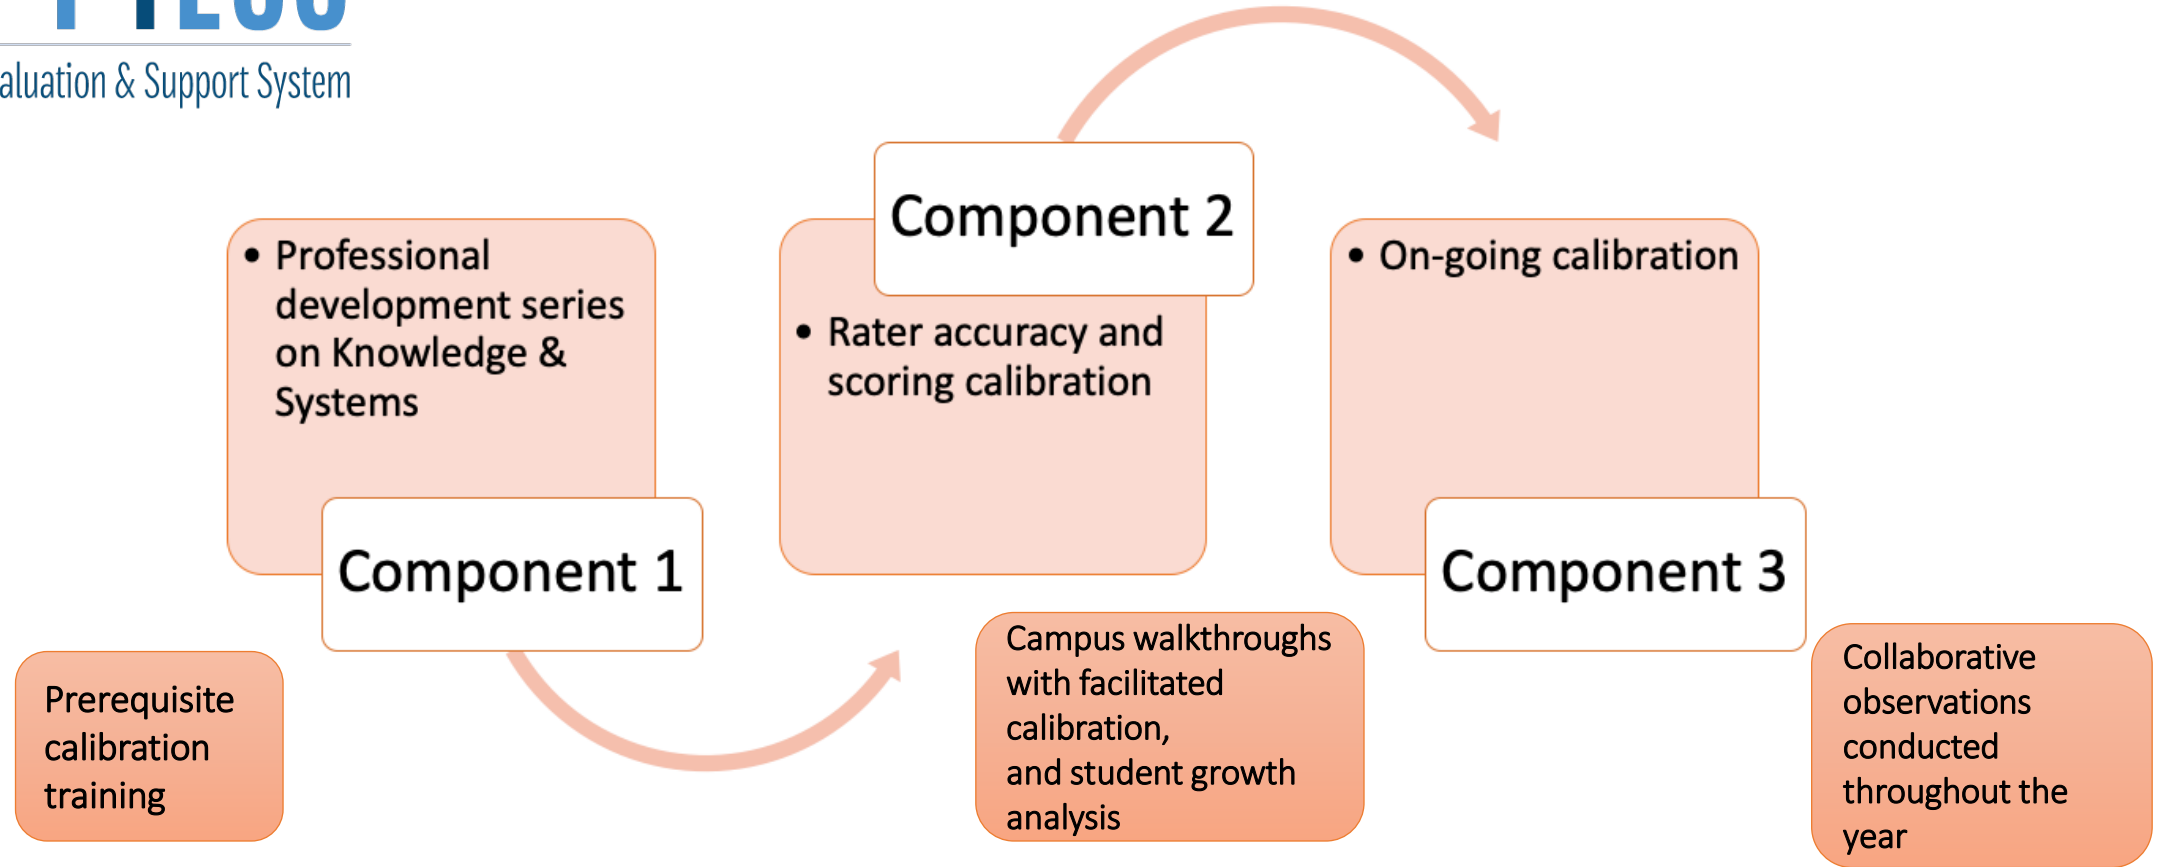 & Support System
Component 2
• Professional
development series
on Knowledge &
Systems
Component 1
• Rater accuracy and
scoring calibration
• On-going calibration
Component 3
Prerequisite
calibration
training
Campus walkthroughs
with facilitated
calibration,
and student growth
analysis
Collaborative
observations
conducted
throughout the
year